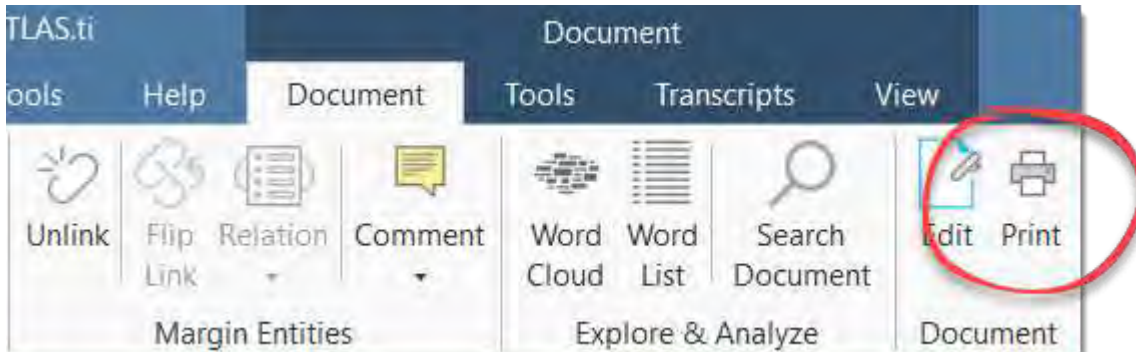 TLAS.ti Document
ools Help Document Tools Transcripts View
Unlink Flip Link Relation Comment Word Cloud Word List Search Document Edit Print
Margin Entities Explore & Analyze Document